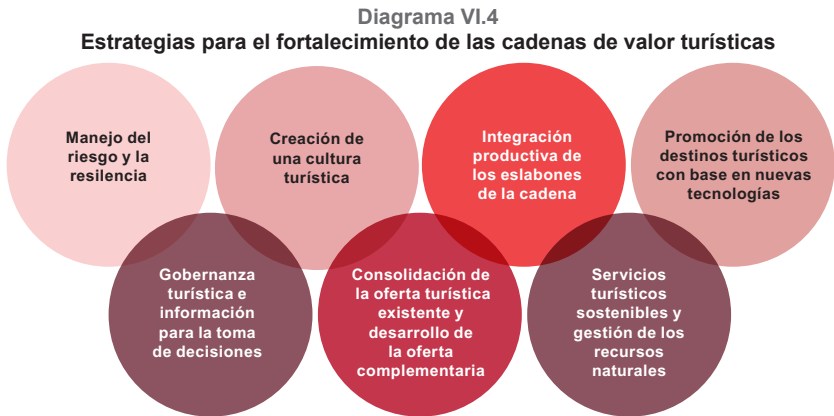 Diagrama VI.4
Estrategias para el fortalecimiento de las cadenas de valor turísticas
Manejo del
riesgo y la
resilencia
Creación de
una cultura
turística
Integración
productiva de
los eslabones
de la cadena
Promoción de los
destinos turísticos
con base en nuevas
tecnologías
Gobernanza
turística e
información
para la toma
de decisiones
Consolidación de
la oferta turística
existente y
desarrollo de
la oferta
complementaria
Servicios
turísticos
sostenibles y
gestión de los
recursos
naturales